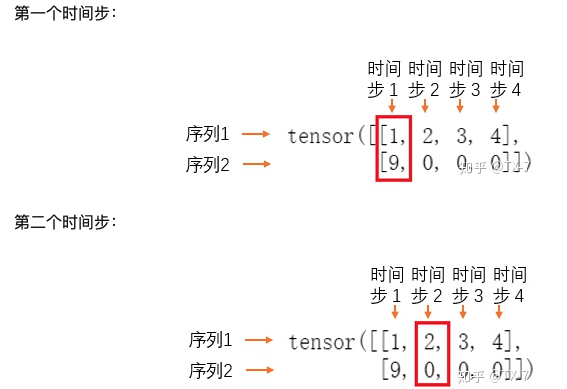 第一个时间步：
时间 时间 时间 时间
步 1 步 2 步 3 步 4
序列1 tensor([[1, 2, 3, 4],
序列2 [9, 0, 0, 0]])
知乎 @TX-7
第二个时间步：
时间 时间 时间 时间
步 1 步 2 步 3 步 4
序列1 tensor([[1, 2, 3, 4],
序列2 [9, 0, 0, 0]])
知乎 @TX-7